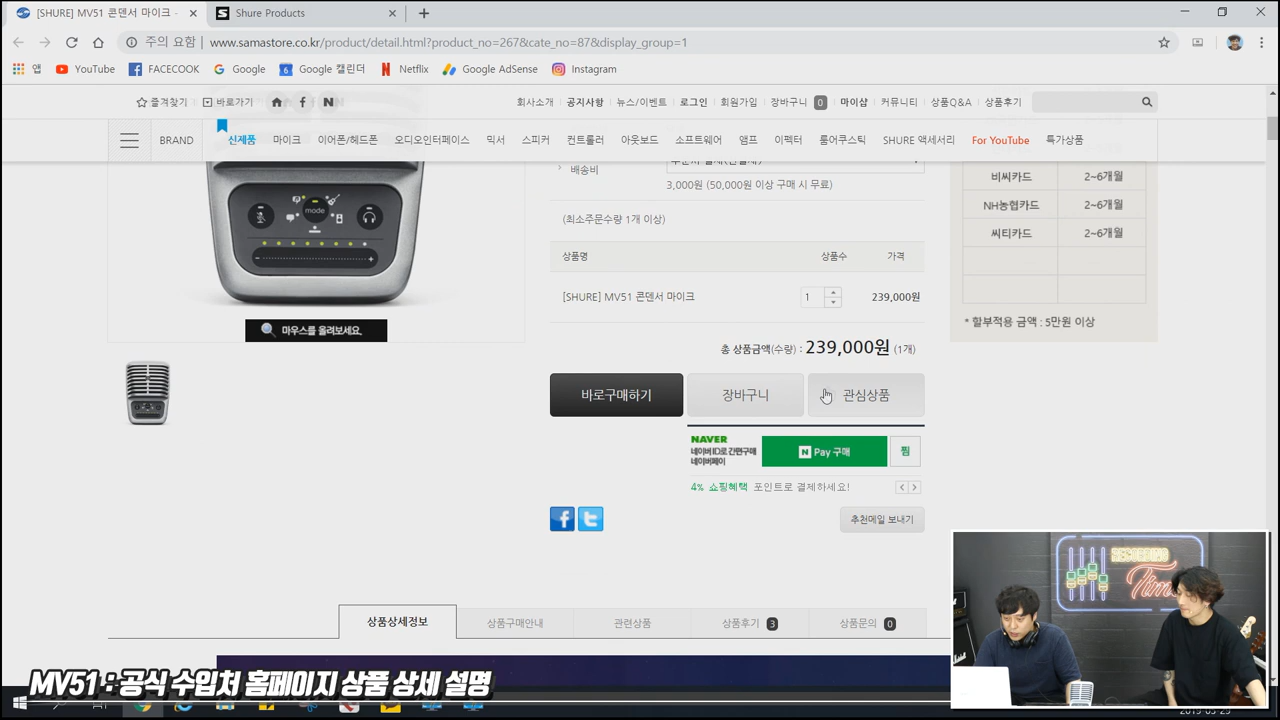 [SHURE] MV51 콘덴서 마이크 -
Shure Products
주의 요함
www.samastore.co.kr/product/detail.html?product_no=267&cate_no=87&display_group=1
앱
YouTube
FACECOOK
Google
Google 캘린더
Netflix
Google AdSense
Instagram
즐겨찾기
바로가기
회사소개
공지사항
뉴스/이벤트
로그인
회원가입
장바구니 0
마이샵
커뮤니티
상품Q&A
상품후기
BRAND
신제품
마이크
이어폰/헤드폰
오디오인터페이스
믹서
스피커
컨트롤러
아웃보드
소프트웨어
앰프
이펙터
룸어쿠스틱
SHURE 액세서리
For YouTube
특가상품
배송비
3,000원 (50,000원 이상 구매 시 무료)
(최소주문수량 1개 이상)
상품명 상품수 가격
[SHURE] MV51 콘덴서 마이크 1 239,000원
총 상품금액(수량) : 239,000원 (1개)
바로구매하기
장바구니
관심상품
NAVER
네이버 ID로 간편구매
네이버페이
N Pay 구매
찜
4% 쇼핑혜택 포인트로 결제하세요!
추천메일 보내기
비씨카드 2~6개월
NH농협카드 2~6개월
씨티카드 2~6개월
* 할부적용 금액 : 5만원 이상
mode
마우스를 올려보세요.
상품상세정보
상품구매안내
관련상품
상품후기 3
상품문의 0
RECORDING
Time
MV51 : 공식 수입처 홈페이지 상품 상세 설명
2019-03-29